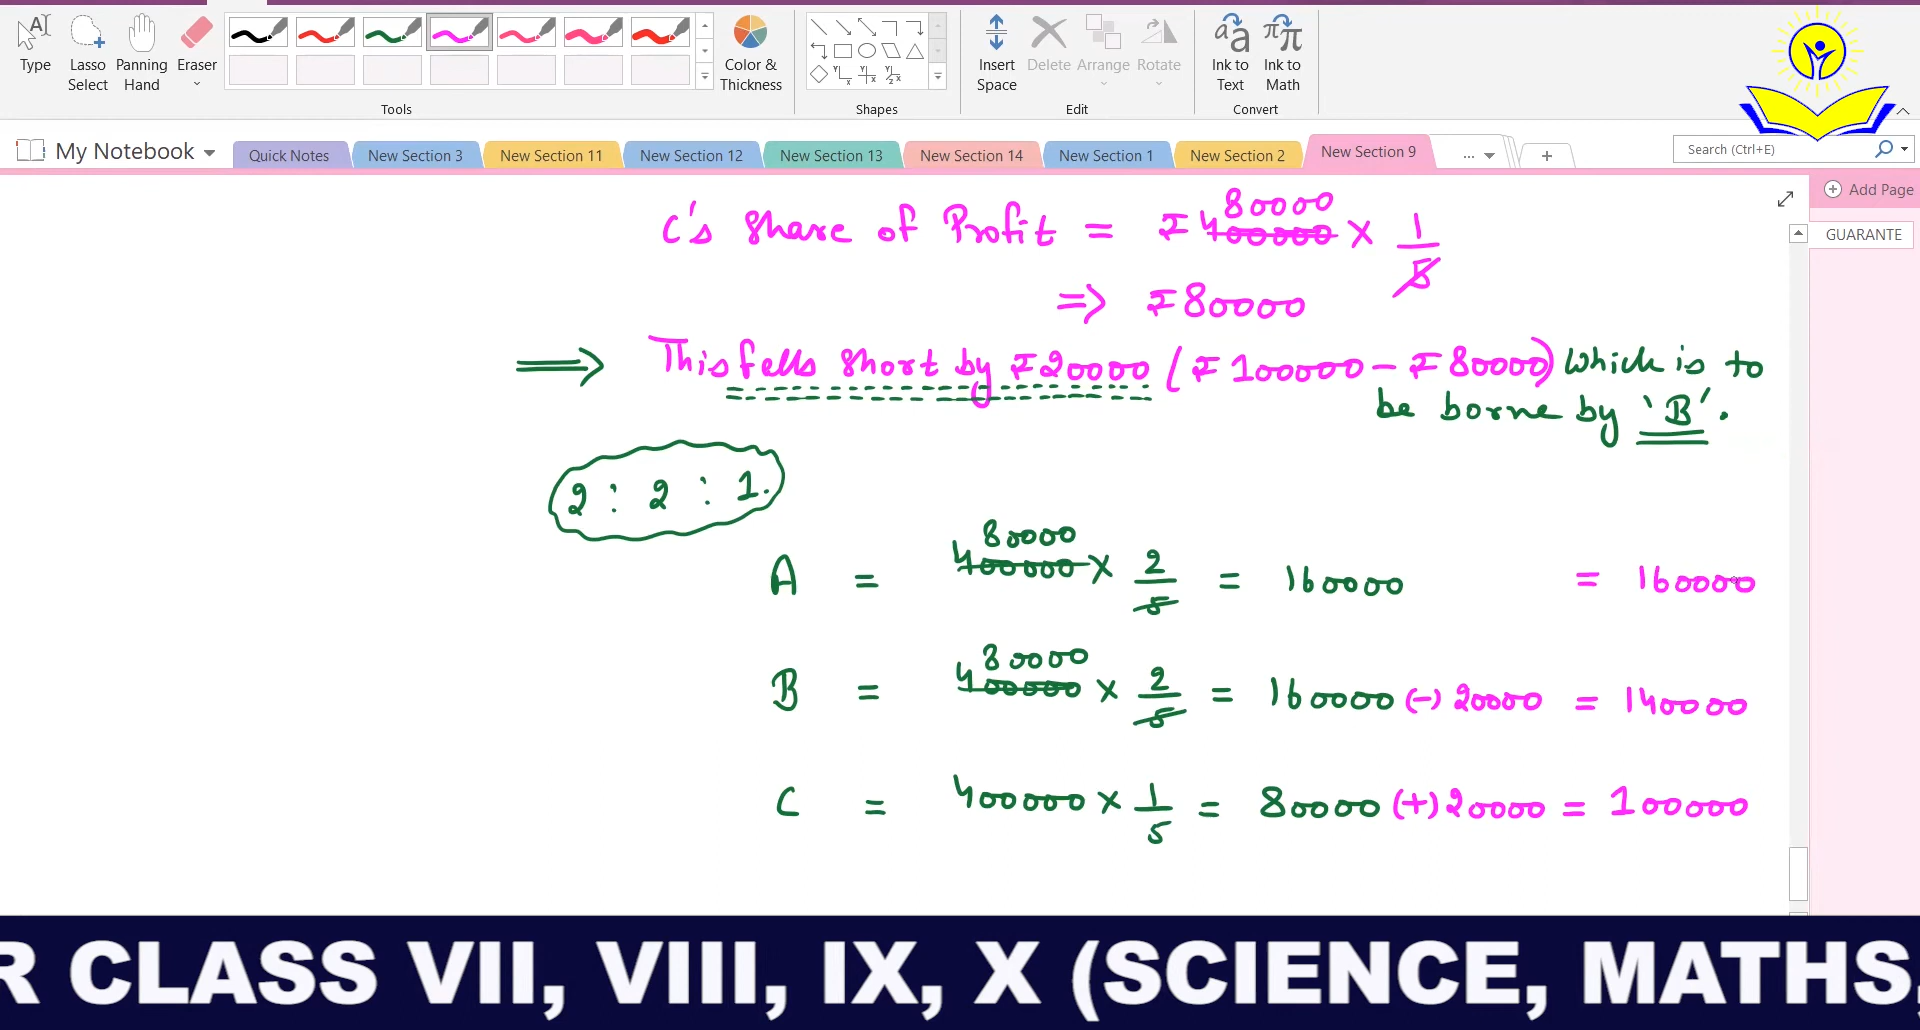 Type
Lasso Select
Panning Hand
Eraser
Color & Thickness
Insert Space
Delete
Arrange
Rotate
Ink to Text
Ink to Math
Tools
Shapes
Edit
Convert
My Notebook
Quick Notes
New Section 3
New Section 11
New Section 12
New Section 13
New Section 14
New Section 1
New Section 2
New Section 9
...
Search (Ctrl+E)
Add Page
GUARANTE
80000
C's Share of Profit = ₹400000 × 1/5
=> ₹80000
⟹ This fells short by ₹20000 (₹100000 - ₹80000) which is to
be borne by 'B'.
2 : 2 : 1.
80000
A = 400000 × 2/5 = 160000 = 160000
80000
B = 400000 × 2/5 = 160000 (-) 20000 = 140000
C = 400000 × 1/5 = 80000 (+) 20000 = 100000
R CLASS VII, VIII, IX, X (SCIENCE, MATHS,